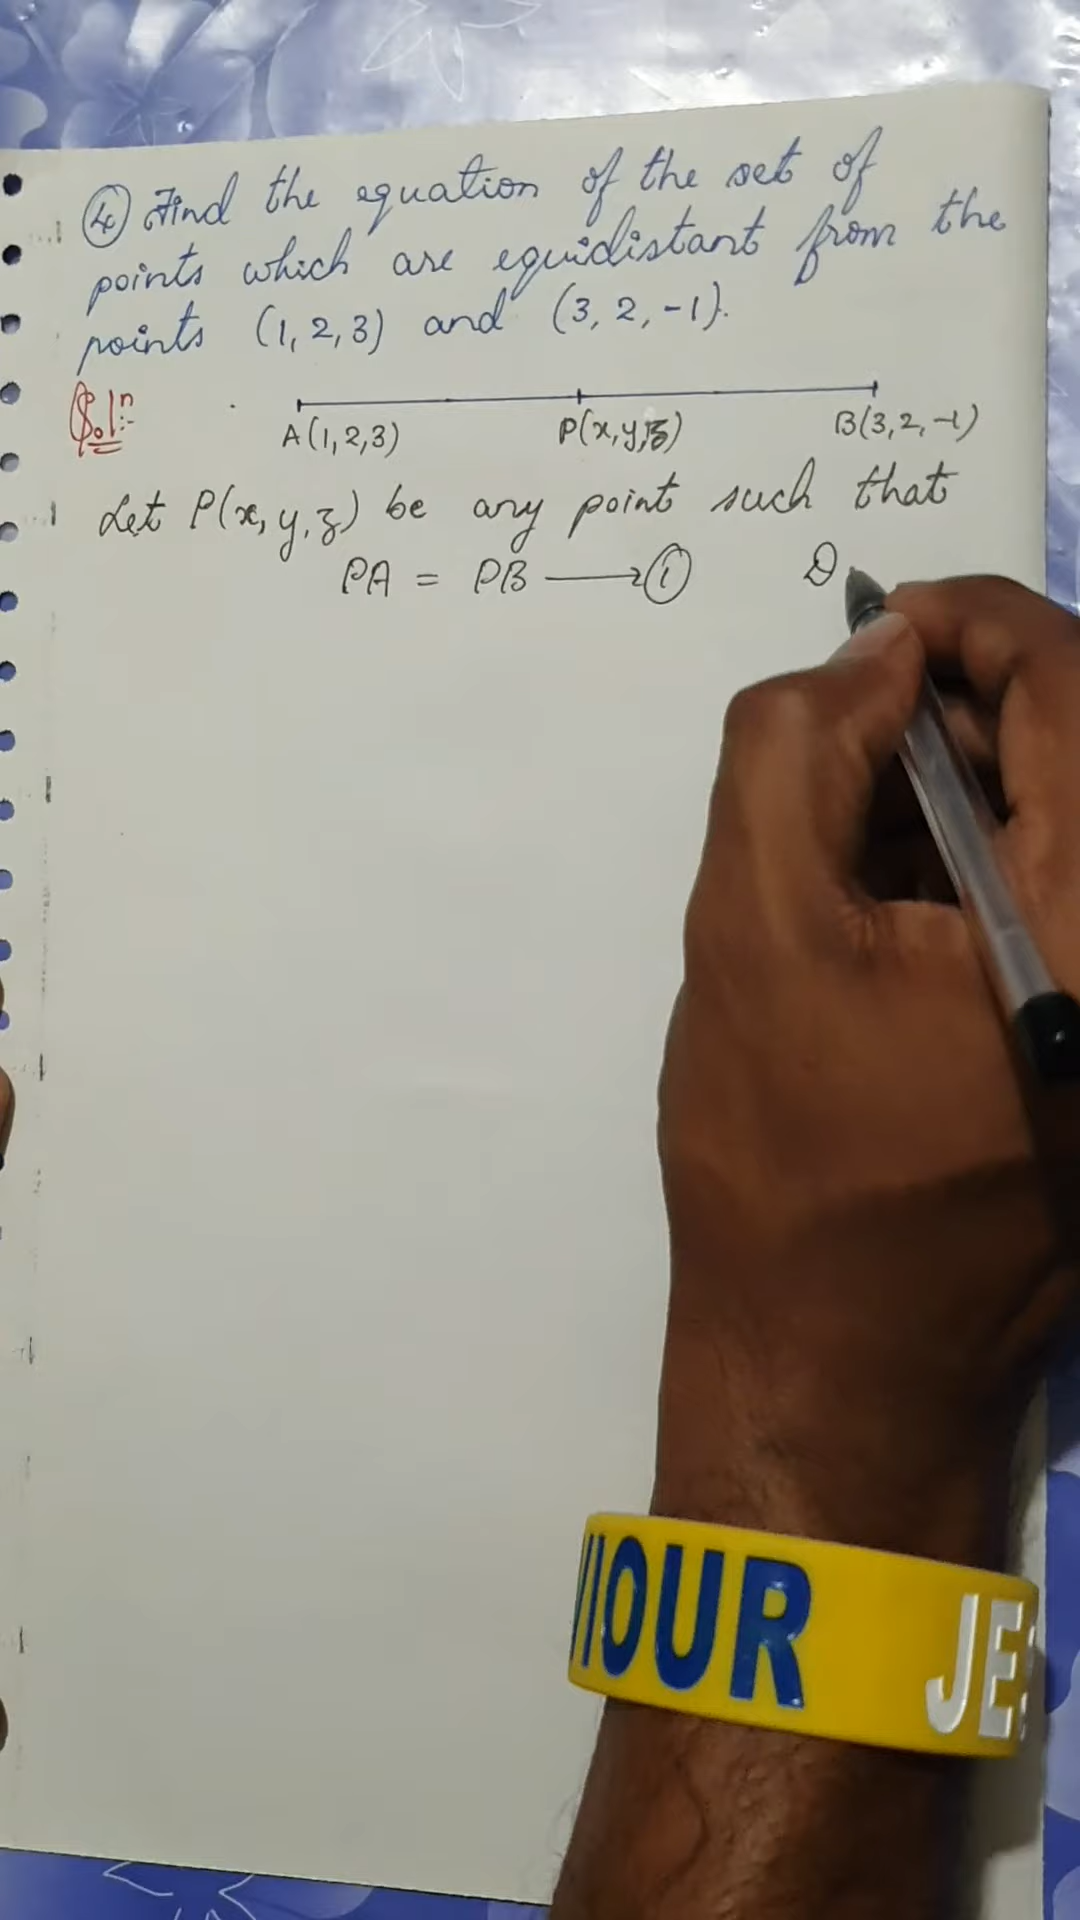 ④ Find the equation of the set of
points which are equidistant from the
points (1, 2, 3) and (3, 2, -1).
Solⁿ:-
A(1,2,3) P(x,y,z) B(3,2,-1)
Let P(x, y, z) be any point such that
PA = PB ⟶ ① D
VIOUR JES